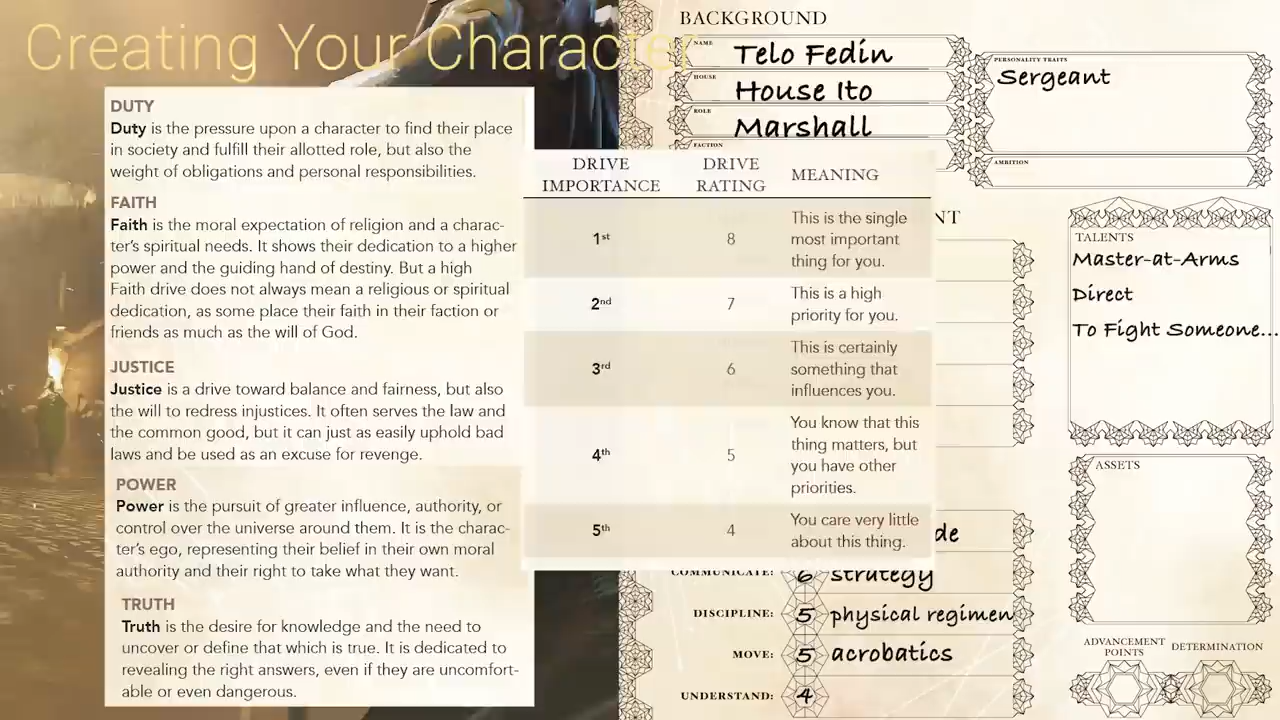 Creating Your Character
DUTY
Duty is the pressure upon a character to find their place
in society and fulfill their allotted role, but also the
weight of obligations and personal responsibilities.
FAITH
Faith is the moral expectation of religion and a charac-
ter's spiritual needs. It shows their dedication to a higher
power and the guiding hand of destiny. But a high
Faith drive does not always mean a religious or spiritual
dedication, as some place their faith in their faction or
friends as much as the will of God.
JUSTICE
Justice is a drive toward balance and fairness, but also
the will to redress injustices. It often serves the law and
the common good, but it can just as easily uphold bad
laws and be used as an excuse for revenge.
POWER
Power is the pursuit of greater influence, authority, or
control over the universe around them. It is the charac-
ter's ego, representing their belief in their own moral
authority and their right to take what they want.
TRUTH
Truth is the desire for knowledge and the need to
uncover or define that which is true. It is dedicated to
revealing the right answers, even if they are uncomfort-
able or even dangerous.
DRIVE IMPORTANCE
DRIVE RATING
MEANING
1st 8 This is the single
most important
thing for you.
2nd 7 This is a high
priority for you.
3rd 6 This is certainly
something that
influences you.
4th 5 You know that this
thing matters, but
you have other
priorities.
5th 4 You care very little
about this thing.
BACKGROUND
NAME Telo Fedin
HOUSE House Ito
ROLE Marshall
FACTION
PERSONALITY TRAITS
Sergeant
AMBITION
NT
de
COMMUNICATE: 6 strategy
DISCIPLINE: 5 physical regimen
MOVE: 5 acrobatics
UNDERSTAND: 4
TALENTS
Master-at-Arms
Direct
To Fight Someone...
ASSETS
ADVANCEMENT POINTS
DETERMINATION